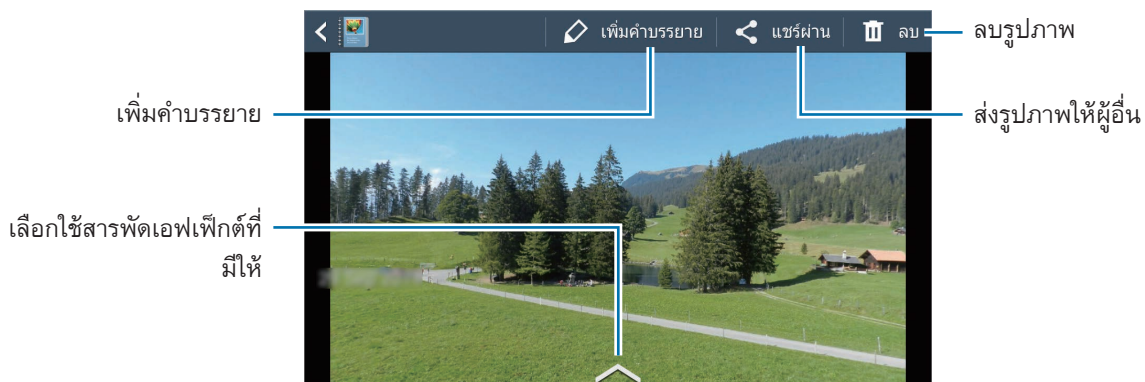 เพิ่มคำบรรยาย
แชร์ผ่าน
ลบ
ลบรูปภาพ
เพิ่มคำบรรยาย
ส่งรูปภาพให้ผู้อื่น
เลือกใช้สารพัดเอฟเฟ็กต์ที่
มีให้